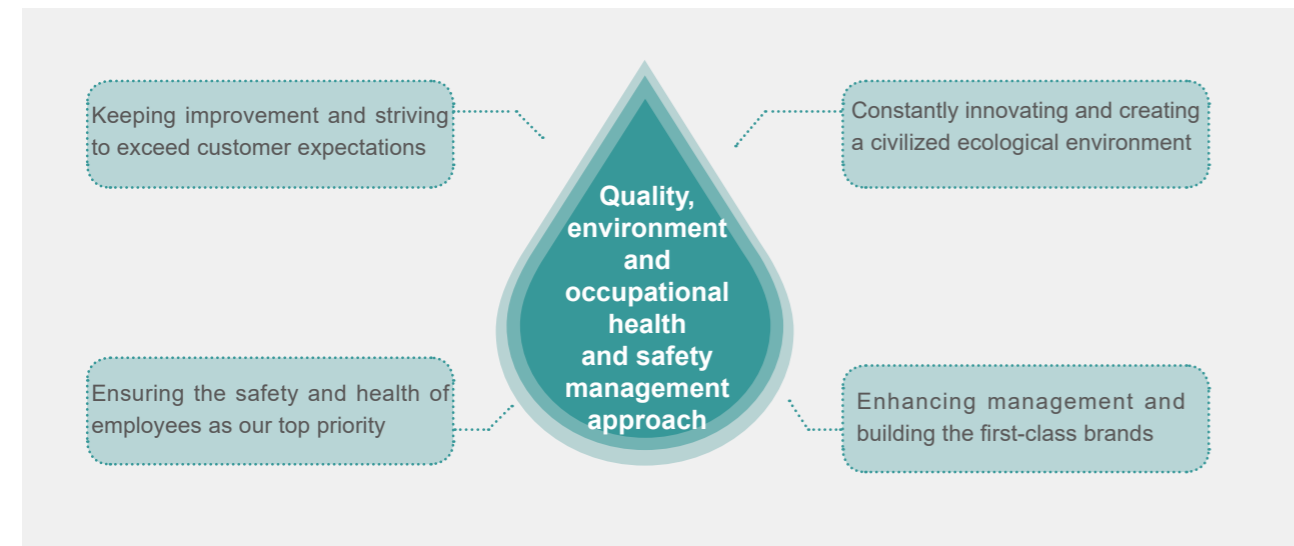 Keeping improvement and striving
to exceed customer expectations
Constantly innovating and creating
a civilized ecological environment
Quality,
environment
and
occupational
health
and safety
management
approach
Ensuring the safety and health of
employees as our top priority
Enhancing management and
building the first-class brands